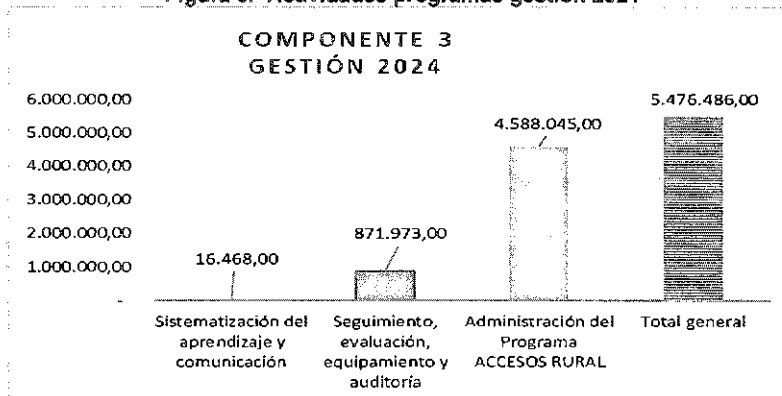 COMPONENTE 3
GESTIÓN 2024
6.000.000,00
5.000.000,00
4.000.000,00
3.000.000,00
2.000.000,00
1.000.000,00
-
16.468,00
871.973,00
4.588.045,00
5.476.486,00
Sistematización del
aprendizaje y
comunicación
Seguimiento,
evaluación,
equipamiento y
auditoría
Administración del
Programa
ACCESOS RURAL
Total general